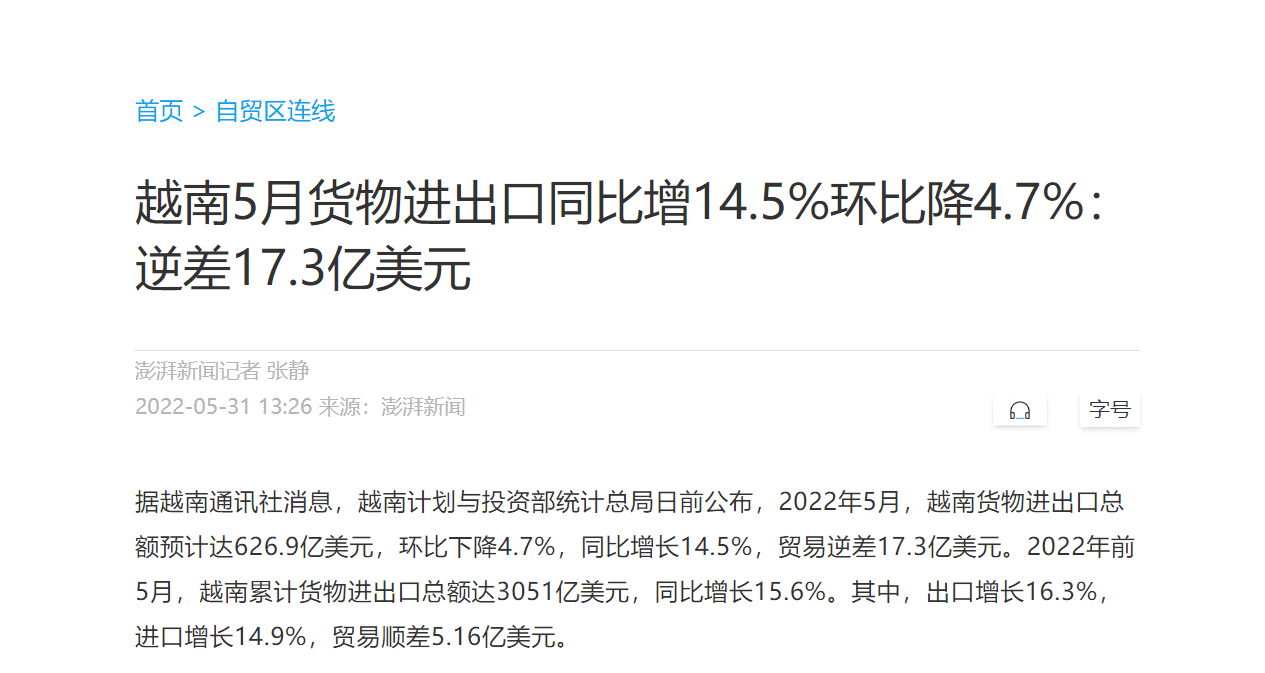 首页 > 自贸区连线
越南5月货物进出口同比增14.5%环比降4.7%：
逆差17.3亿美元
澎湃新闻记者 张静
2022-05-31 13:26 来源：澎湃新闻
字号
据越南通讯社消息，越南计划与投资部统计总局日前公布，2022年5月，越南货物进出口总
额预计达626.9亿美元，环比下降4.7%，同比增长14.5%，贸易逆差17.3亿美元。2022年前
5月，越南累计货物进出口总额达3051亿美元，同比增长15.6%。其中，出口增长16.3%，
进口增长14.9%，贸易顺差5.16亿美元。